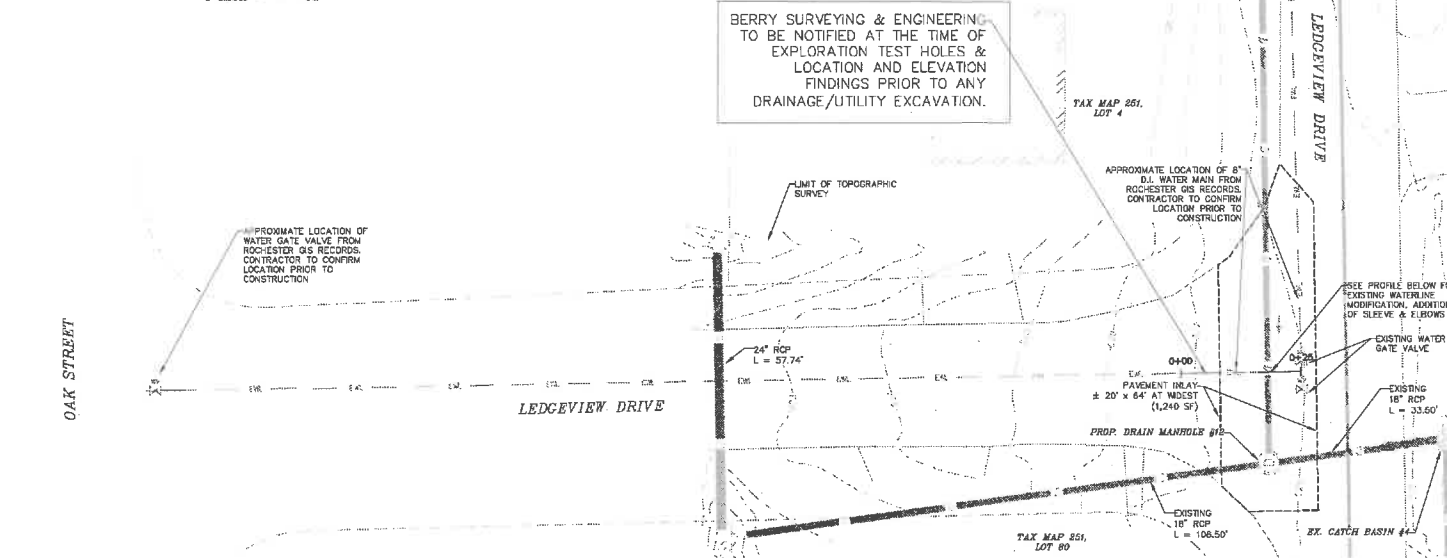 BERRY SURVEYING & ENGINEERING
TO BE NOTIFIED AT THE TIME OF
EXPLORATION TEST HOLES &
LOCATION AND ELEVATION
FINDINGS PRIOR TO ANY
DRAINAGE/UTILITY EXCAVATION.
TAX MAP 251,
LOT 4
LEDGEVIEW DRIVE
LIMIT OF TOPOGRAPHIC
SURVEY
APPROXIMATE LOCATION OF 8"
D.I. WATER MAIN FROM
ROCHESTER GIS RECORDS.
CONTRACTOR TO CONFIRM
LOCATION PRIOR TO
CONSTRUCTION
APPROXIMATE LOCATION OF
WATER GATE VALVE FROM
ROCHESTER GIS RECORDS.
CONTRACTOR TO CONFIRM
LOCATION PRIOR TO
CONSTRUCTION
SEE PROFILE BELOW
EXISTING WATERLINE
MODIFICATION, ADDITION
OF SLEEVE & ELBOWS
OAK STREET
24" RCP
L = 57.74'
0+00
0+25
EXISTING WATER
GATE VALVE
LEDGEVIEW DRIVE
PAVEMENT INLAY
± 20' x 64' AT WIDEST
(1,240 SF)
EXISTING
18" RCP
L = 33.60'
PROP. DRAIN MANHOLE #12
EXISTING
18" RCP
L = 106.50'
TAX MAP 251,
LOT 80
EX. CATCH BASIN